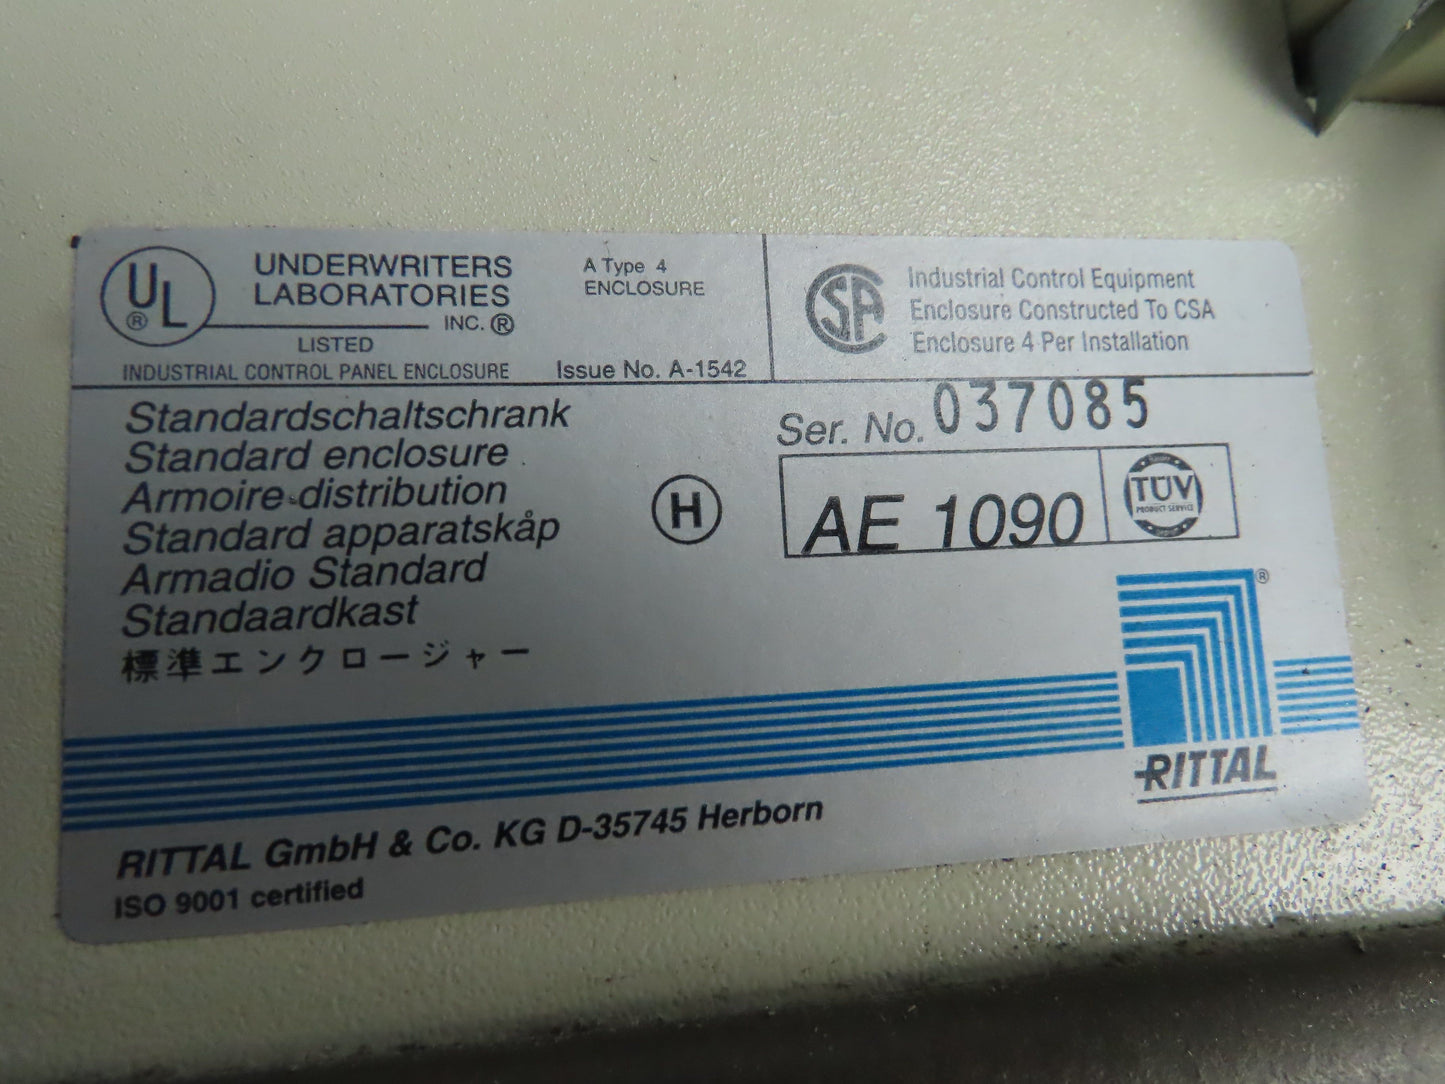 UL®
UNDERWRITERS
LABORATORIES
INC.®
LISTED
INDUSTRIAL CONTROL PANEL ENCLOSURE
A Type 4
ENCLOSURE
Issue No. A-1542
CSA
Industrial Control Equipment
Enclosure Constructed To CSA
Enclosure 4 Per Installation
Standardschaltschrank
Standard enclosure
Armoire distribution
Standard apparatskåp
Armadio Standard
Standaardkast
標準エンクロージャー
H
Ser. No. 037085
AE 1090
TÜV
PRODUCT SERVICE
®
RITTAL
RITTAL GmbH & Co. KG D-35745 Herborn
ISO 9001 certified